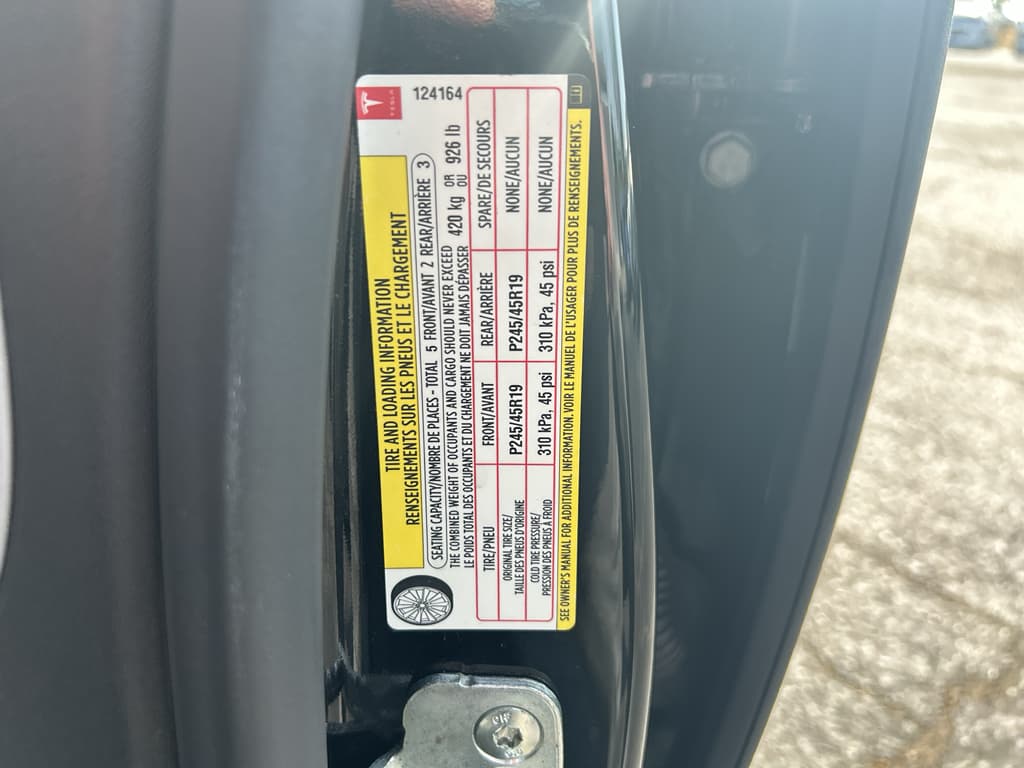 TESLA
124164
TIRE AND LOADING INFORMATION
RENSEIGNEMENTS SUR LES PNEUS ET LE CHARGEMENT
SEATING CAPACITY/NOMBRE DE PLACES - TOTAL 5 FRONT/AVANT 2 REAR/ARRIÈRE 3
THE COMBINED WEIGHT OF OCCUPANTS AND CARGO SHOULD NEVER EXCEED
LE POIDS TOTAL DES OCCUPANTS ET DU CHARGEMENT NE DOIT JAMAIS DÉPASSER
420 kg OR OU 926 lb
TIRE/PNEU FRONT/AVANT REAR/ARRIÈRE SPARE/DE SECOURS
ORIGINAL TIRE SIZE/
TAILLE DES PNEUS D'ORIGINE
P245/45R19 P245/45R19 NONE/AUCUN
COLD TIRE PRESSURE/
PRESSION DES PNEUS À FROID
310 kPa, 45 psi 310 kPa, 45 psi NONE/AUCUN
SEE OWNER'S MANUAL FOR ADDITIONAL INFORMATION. VOIR LE MANUEL DE L'USAGER POUR PLUS DE RENSEIGNEMENTS.